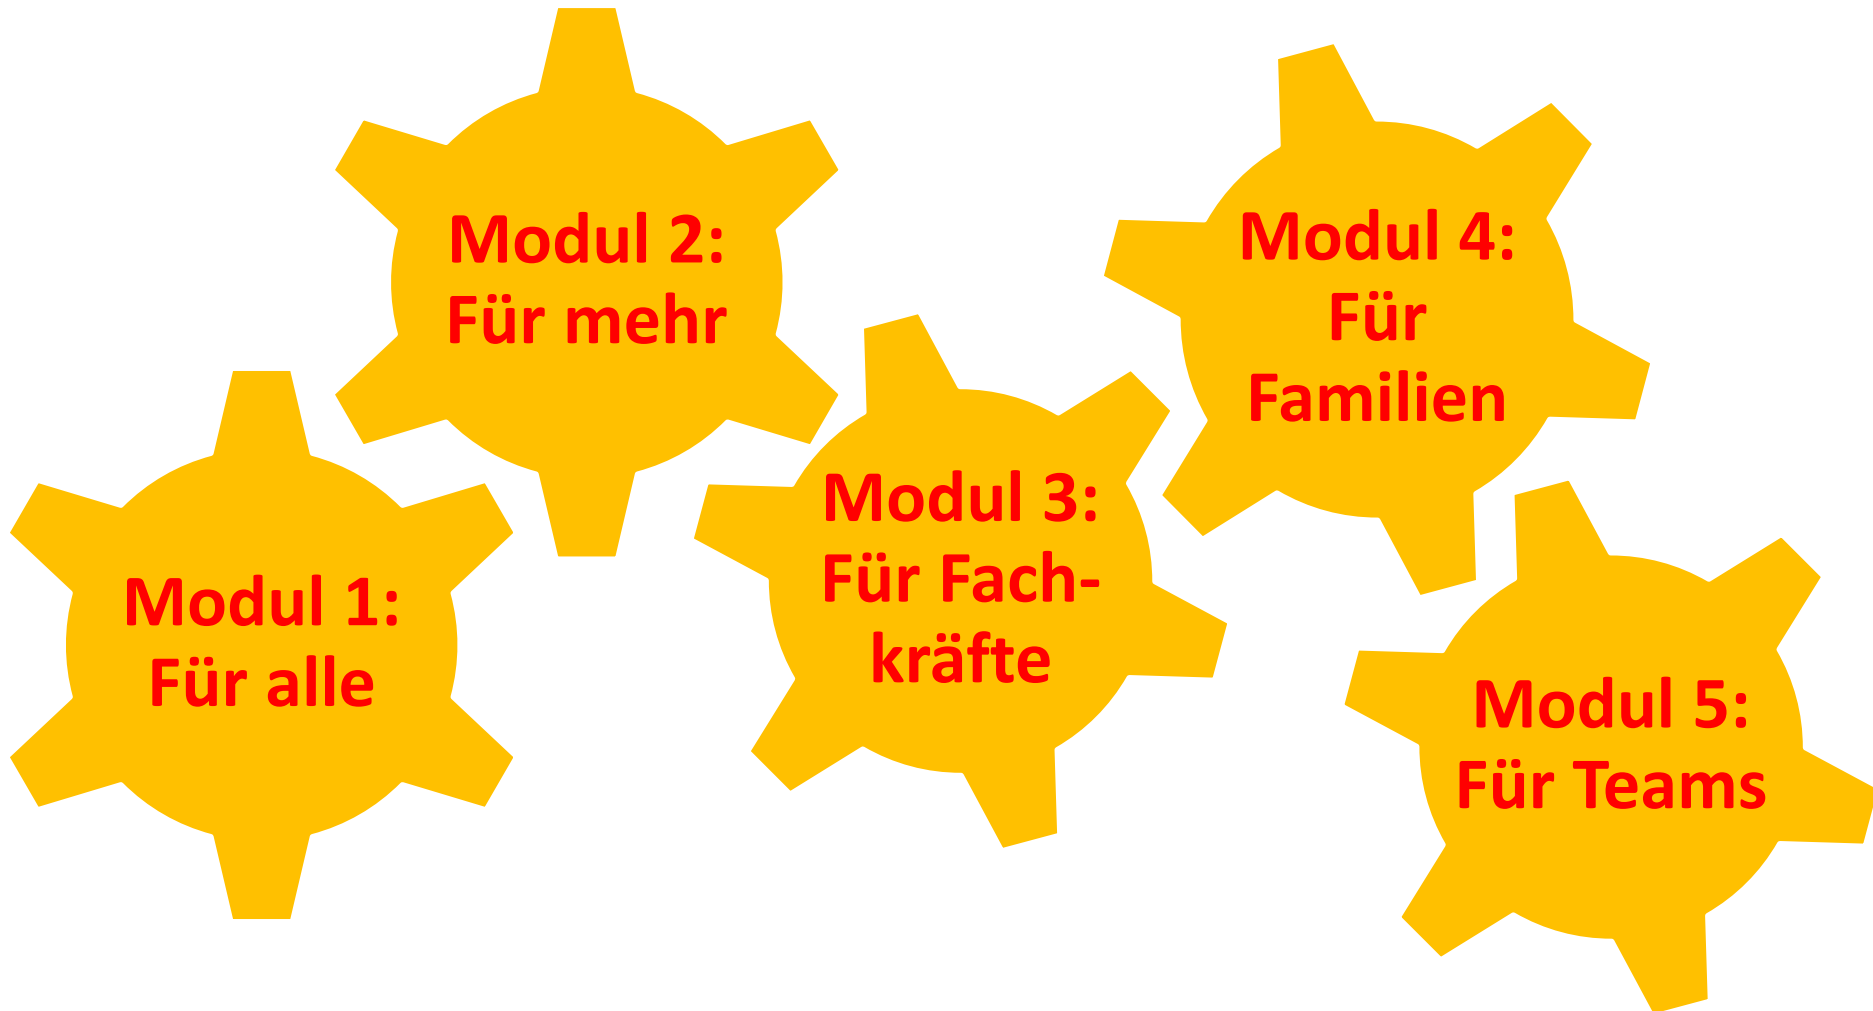 Modul 1:
Für alle
Modul 2:
Für mehr
Modul 3:
Für Fach-
kräfte
Modul 4:
Für
Familien
Modul 5:
Für Teams